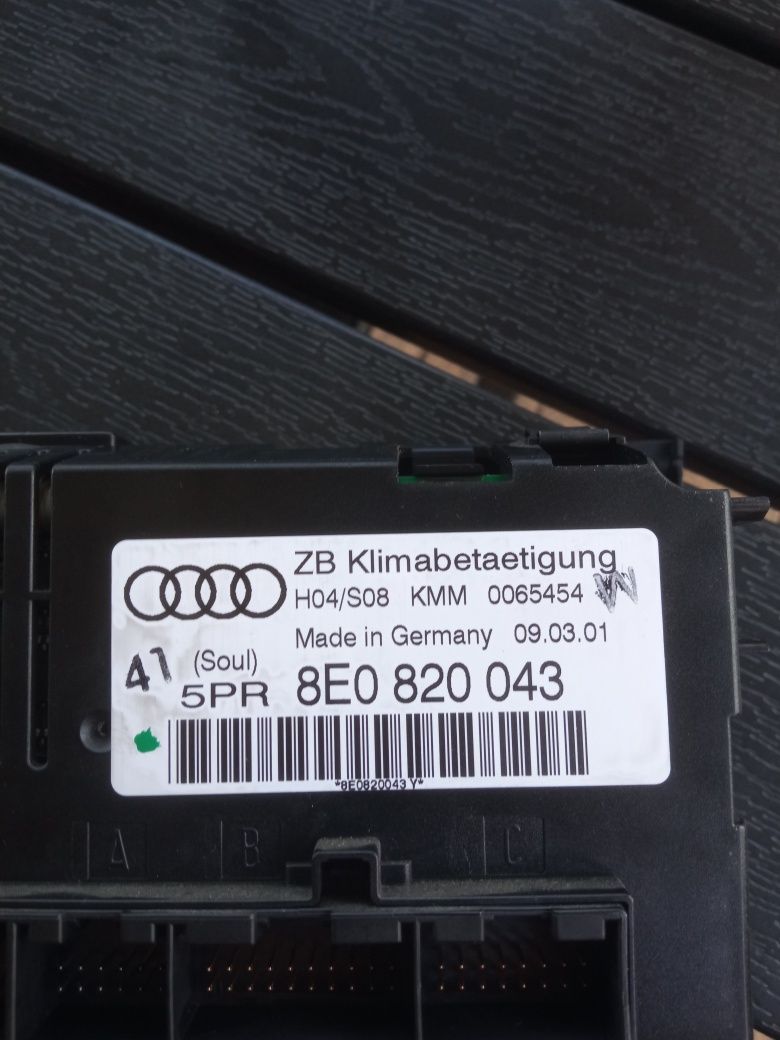 ZB Klimabetaetigung
H04/S08 KMM 0065454
Made in Germany 09.03.01
41 (Soul)
5PR 8E0 820 043
*8E0820043 Y*
A B C